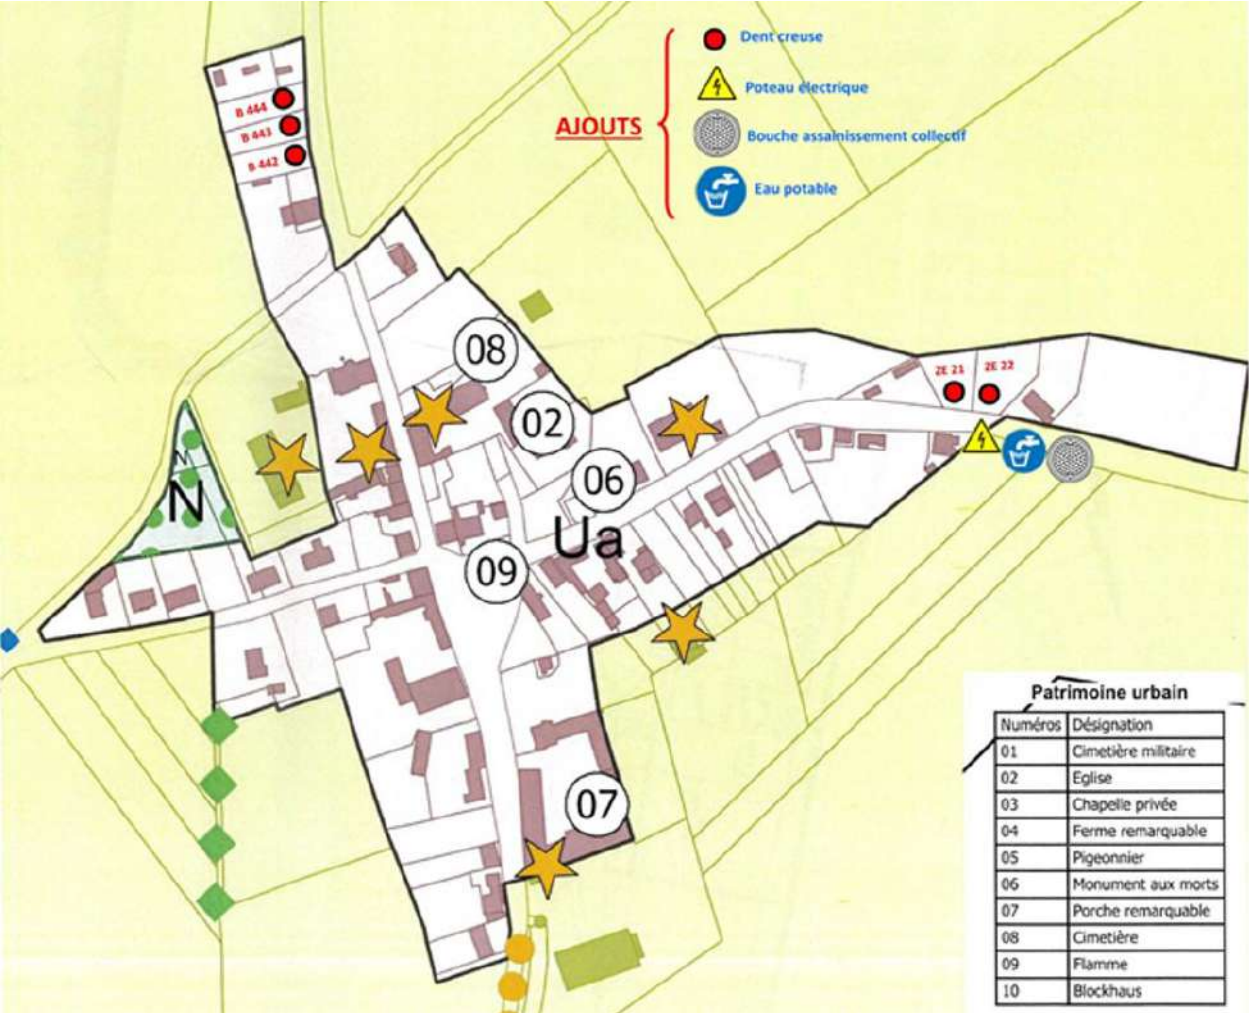 AJOUTS
Dent creuse
Poteau électrique
Bouche assainissement collectif
Eau potable
B 444
B 443
B 442
08
02
06
Ua
09
07
N
N
ZE 21
ZE 22
Patrimoine urbain
Numéros Désignation
01 Cimetière militaire
02 Eglise
03 Chapelle privée
04 Ferme remarquable
05 Pigeonnier
06 Monument aux morts
07 Porche remarquable
08 Cimetière
09 Flamme
10 Blockhaus